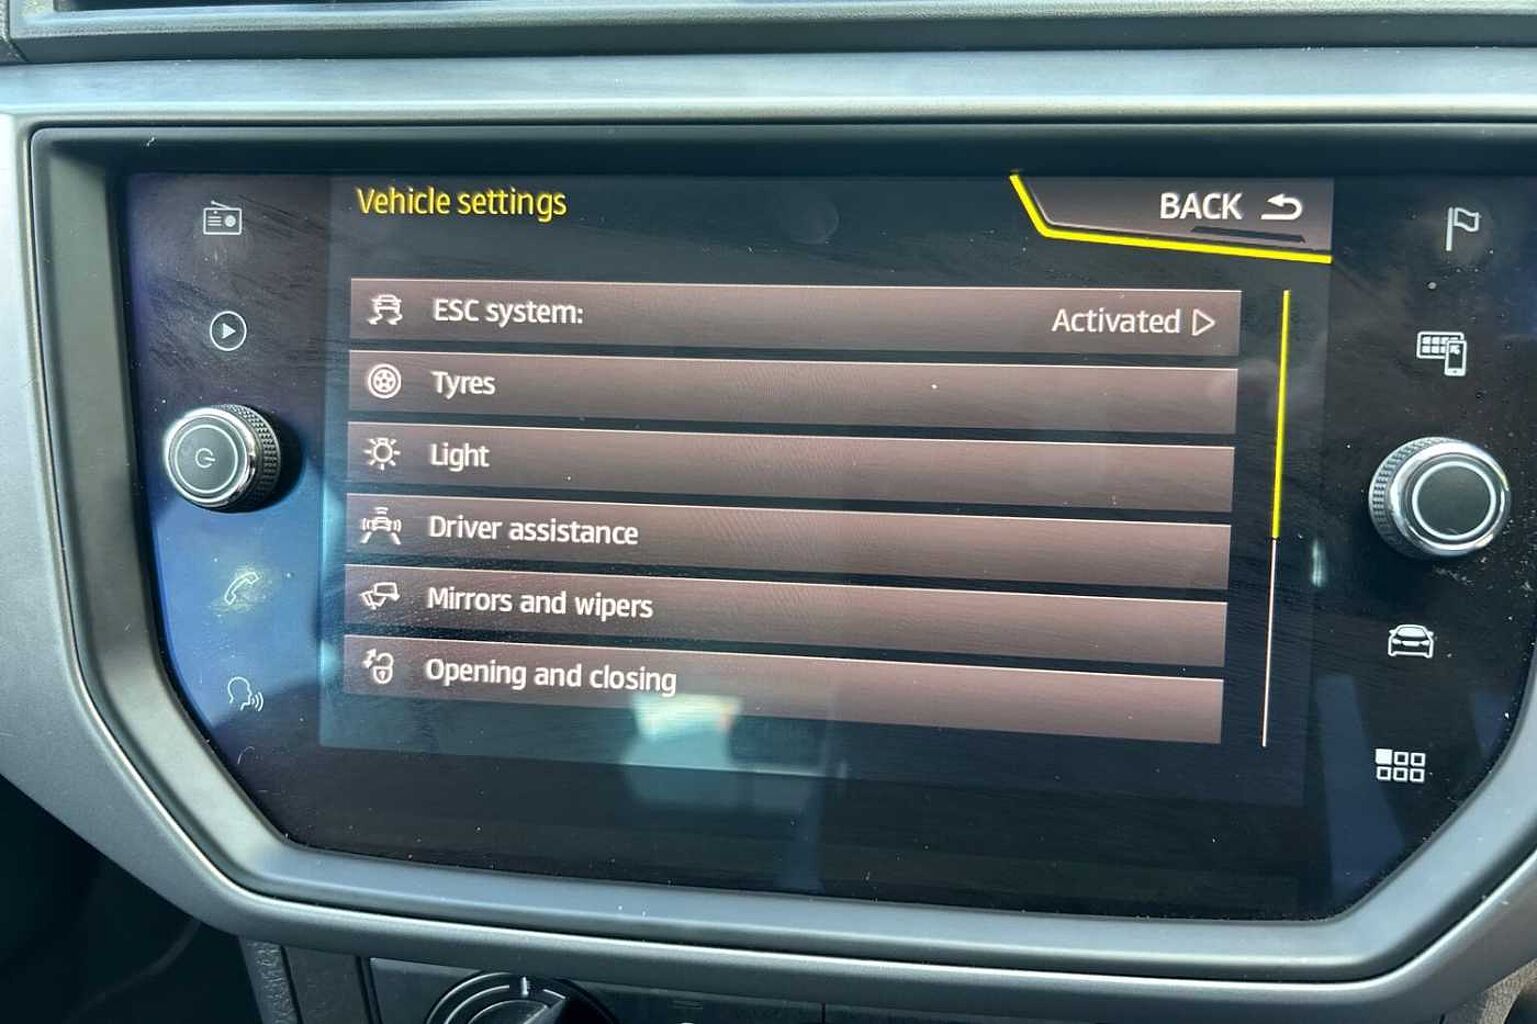 Vehicle settings
BACK
ESC system: Activated
Tyres
Light
Driver assistance
Mirrors and wipers
Opening and closing